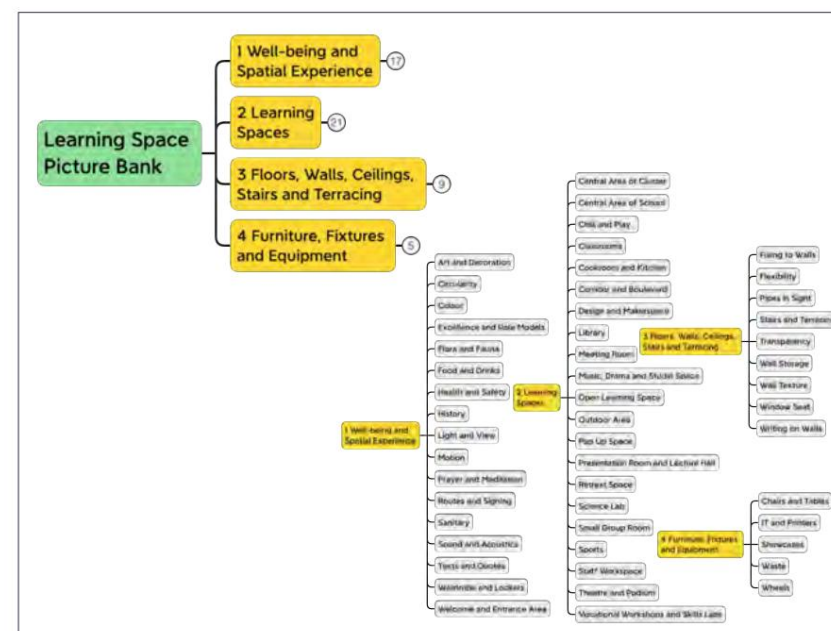 Learning Space
Picture Bank
1 Well-being and
Spatial Experience
17
2 Learning
Spaces
21
3 Floors, Walls, Ceilings,
Stairs and Terracing
9
4 Furniture, Fixtures
and Equipment
5
1 Well-being and
Spatial Experience
Art and Decoration
Circularity
Colour
Excellence and Role Models
Flora and Fauna
Food and Drinks
Health and Safety
History
Light and View
Motion
Prayer and Meditation
Routes and Signing
Sanitary
Sound and Acoustics
Texts and Quotes
Wardrobe and Lockers
Welcome and Entrance Area
2 Learning
Spaces
Central Area of Cluster
Central Area of School
Chill and Play
Classrooms
Cookroom and Kitchen
Corridor and Boulevard
Design and Makerspace
Library
Meeting Room
Music, Drama and Studio Space
Open Learning Space
Outdoor Area
Pop Up Space
Presentation Room and Lecture Hall
Retreat Space
Science Lab
Small Group Room
Sports
Staff Workspace
Theatre and Podium
Vocational Workshops and Skills Labs
3 Floors, Walls, Ceilings,
Stairs and Terracing
Fixing to Walls
Flexibility
Pipes in Sight
Stairs and Terracing
Transparency
Wall Storage
Wall Texture
Window Seat
Writing on Walls
4 Furniture, Fixtures
and Equipment
Chairs and Tables
IT and Printers
Showcases
Waste
Wheels